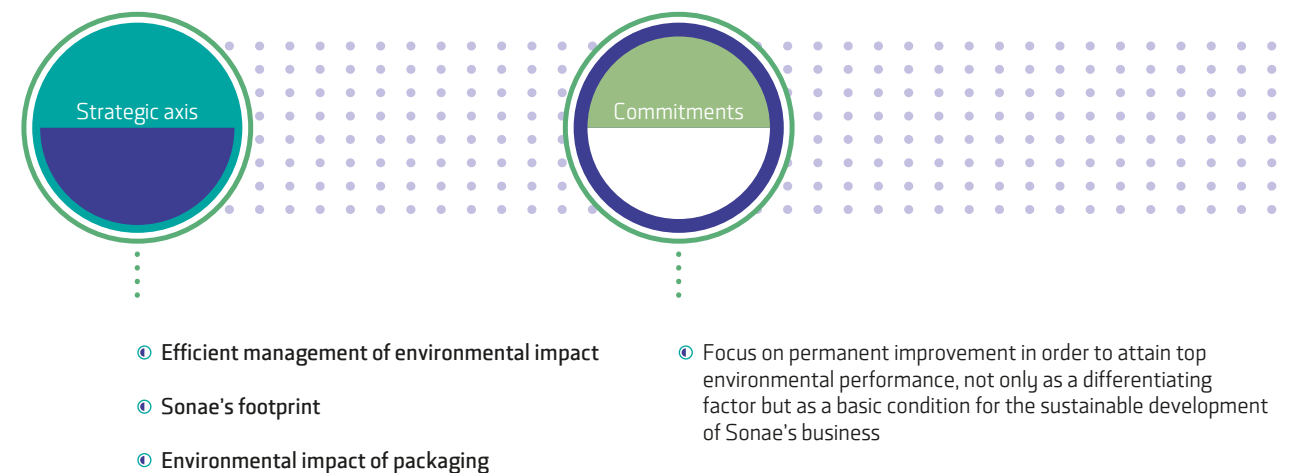 Strategic axis
Commitments
Efficient management of environmental impact
Sonae's footprint
Environmental impact of packaging
Focus on permanent improvement in order to attain top
environmental performance, not only as a differentiating
factor but as a basic condition for the sustainable development
of Sonae's business